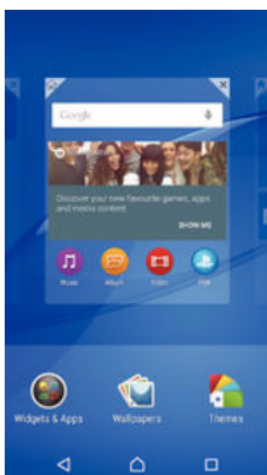 Google
Discover your new favourite games, apps
and media content
SHOW ME
Music Album Video PS4
Widgets & Apps Wallpapers Themes